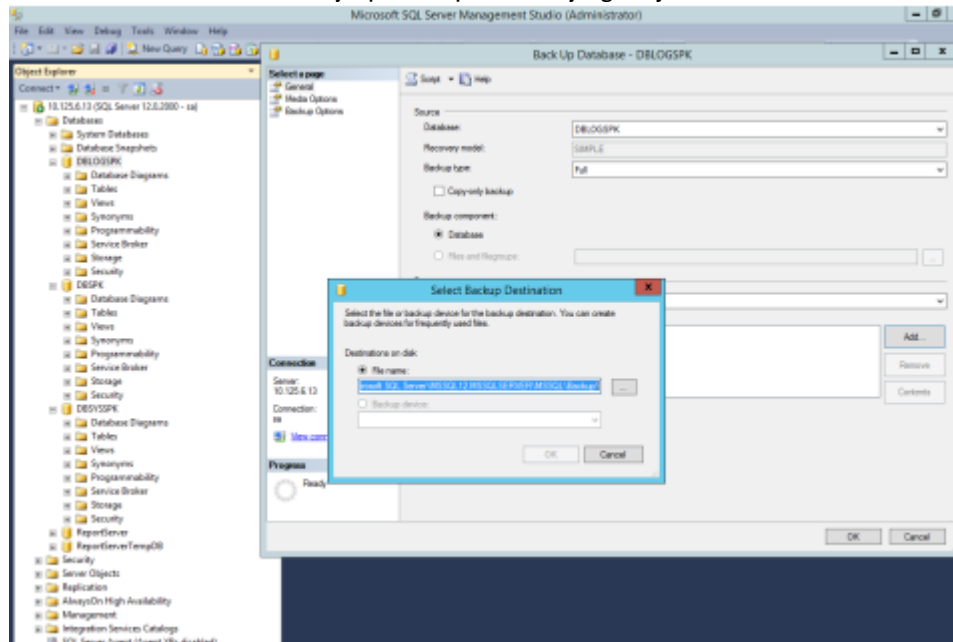 Microsoft SQL Server Management Studio (Administrator)
File Edit View Debug Tools Window Help
New Query
Object Explorer
Connect
10.125.6.13 (SQL Server 12.0.2000 - sa)
Databases
System Databases
Database Snapshots
DBLOGSPK
Database Diagrams
Tables
Views
Synonyms
Programmability
Service Broker
Storage
Security
DBSPK
Database Diagrams
Tables
Views
Synonyms
Programmability
Service Broker
Storage
Security
DBSYSSPK
Database Diagrams
Tables
Views
Synonyms
Programmability
Service Broker
Storage
Security
ReportServer
ReportServerTempDB
Security
Server Objects
Replication
AlwaysOn High Availability
Management
Integration Services Catalogs
Back Up Database - DBLOGSPK
Select a page
General
Media Options
Backup Options
Script Help
Source
Database: DBLOGSPK
Recovery model: SIMPLE
Backup type: Full
Copy-only backup
Backup component:
Database
Files and filegroups:
Add...
Remove
Contents
Connection
Server:
10.125.6.13
Connection:
sa
Progress
Ready
OK Cancel
Select Backup Destination
Select the file or backup device for the backup destination. You can create
backup devices for frequently used files.
Destinations on disk:
File name:
SQL Server\MSSQL12.MSSQLSERVER\MSSQL\Backup\
...
Backup device:
OK Cancel